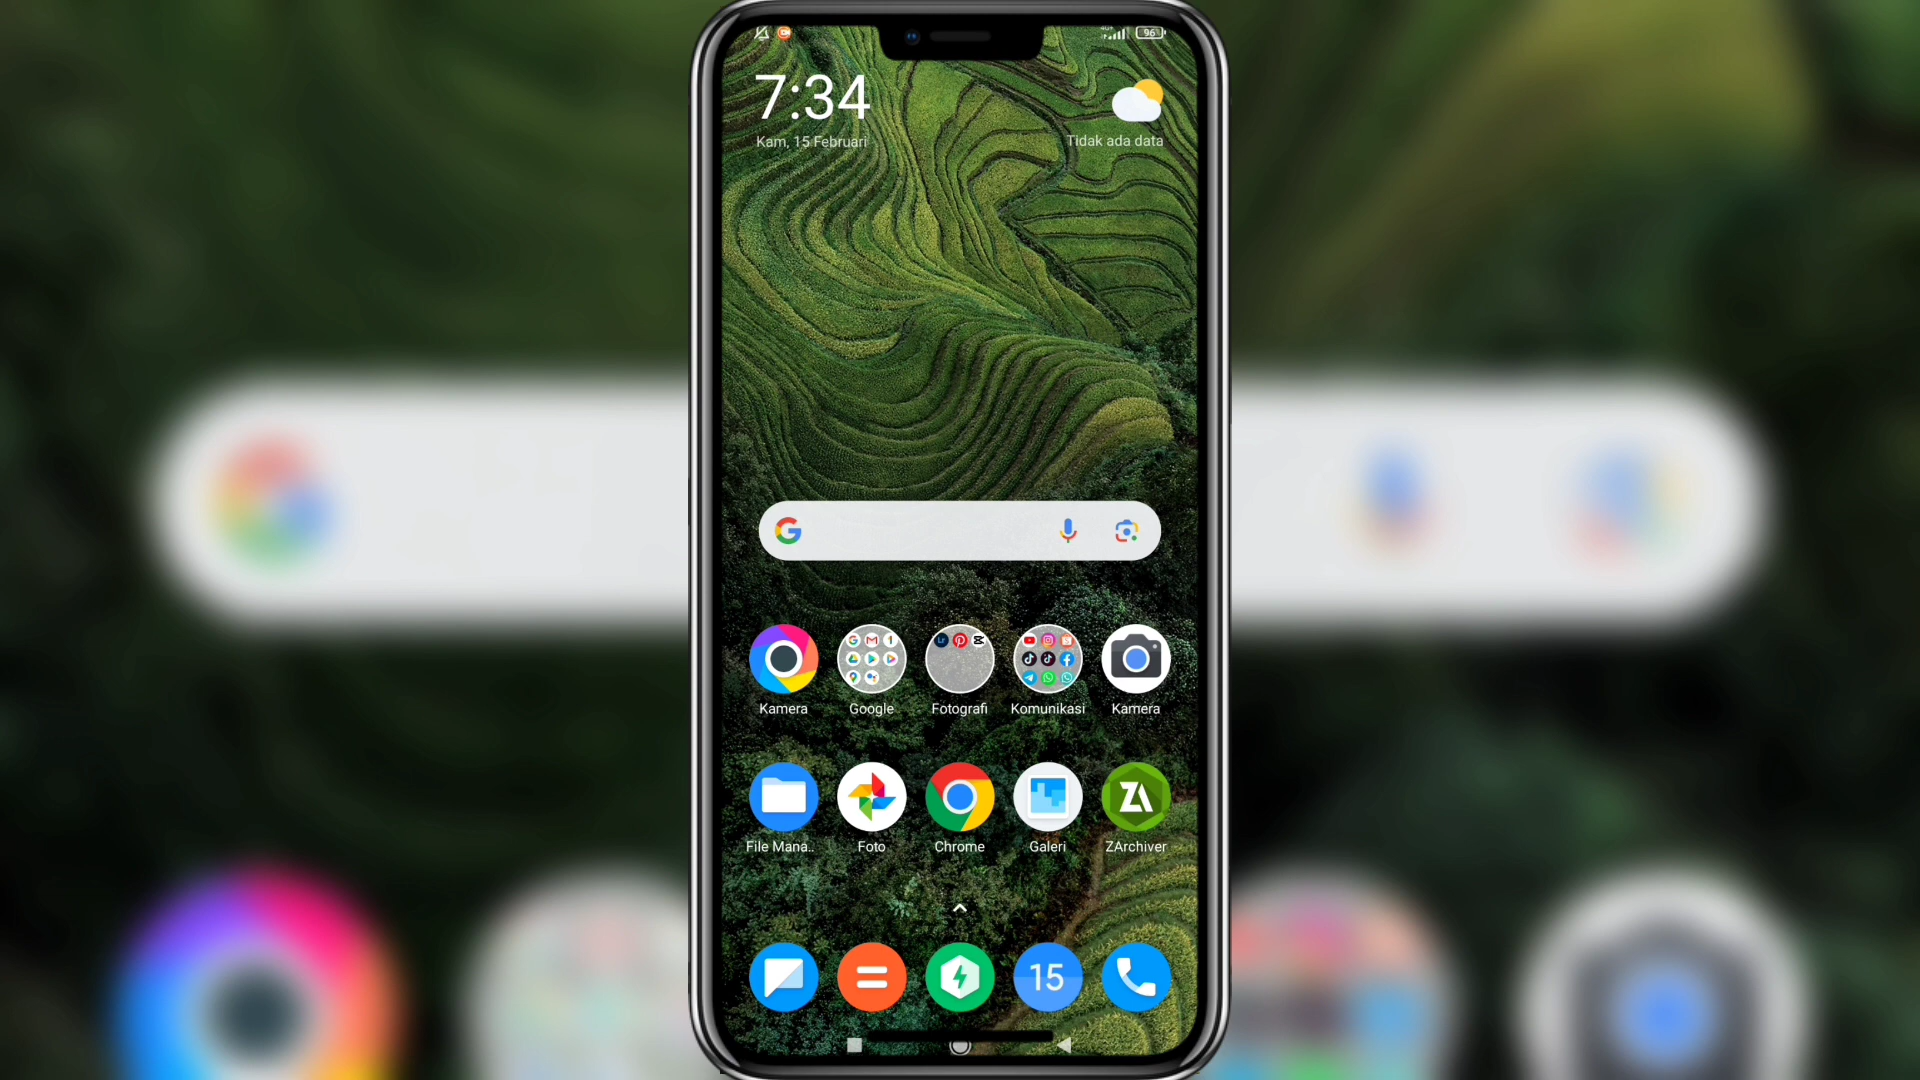 96
7:34
Kam, 15 Februari
Tidak ada data
Kamera
Google
Fotografi
Komunikasi
Kamera
File Mana..
Foto
Chrome
Galeri
ZArchiver
15